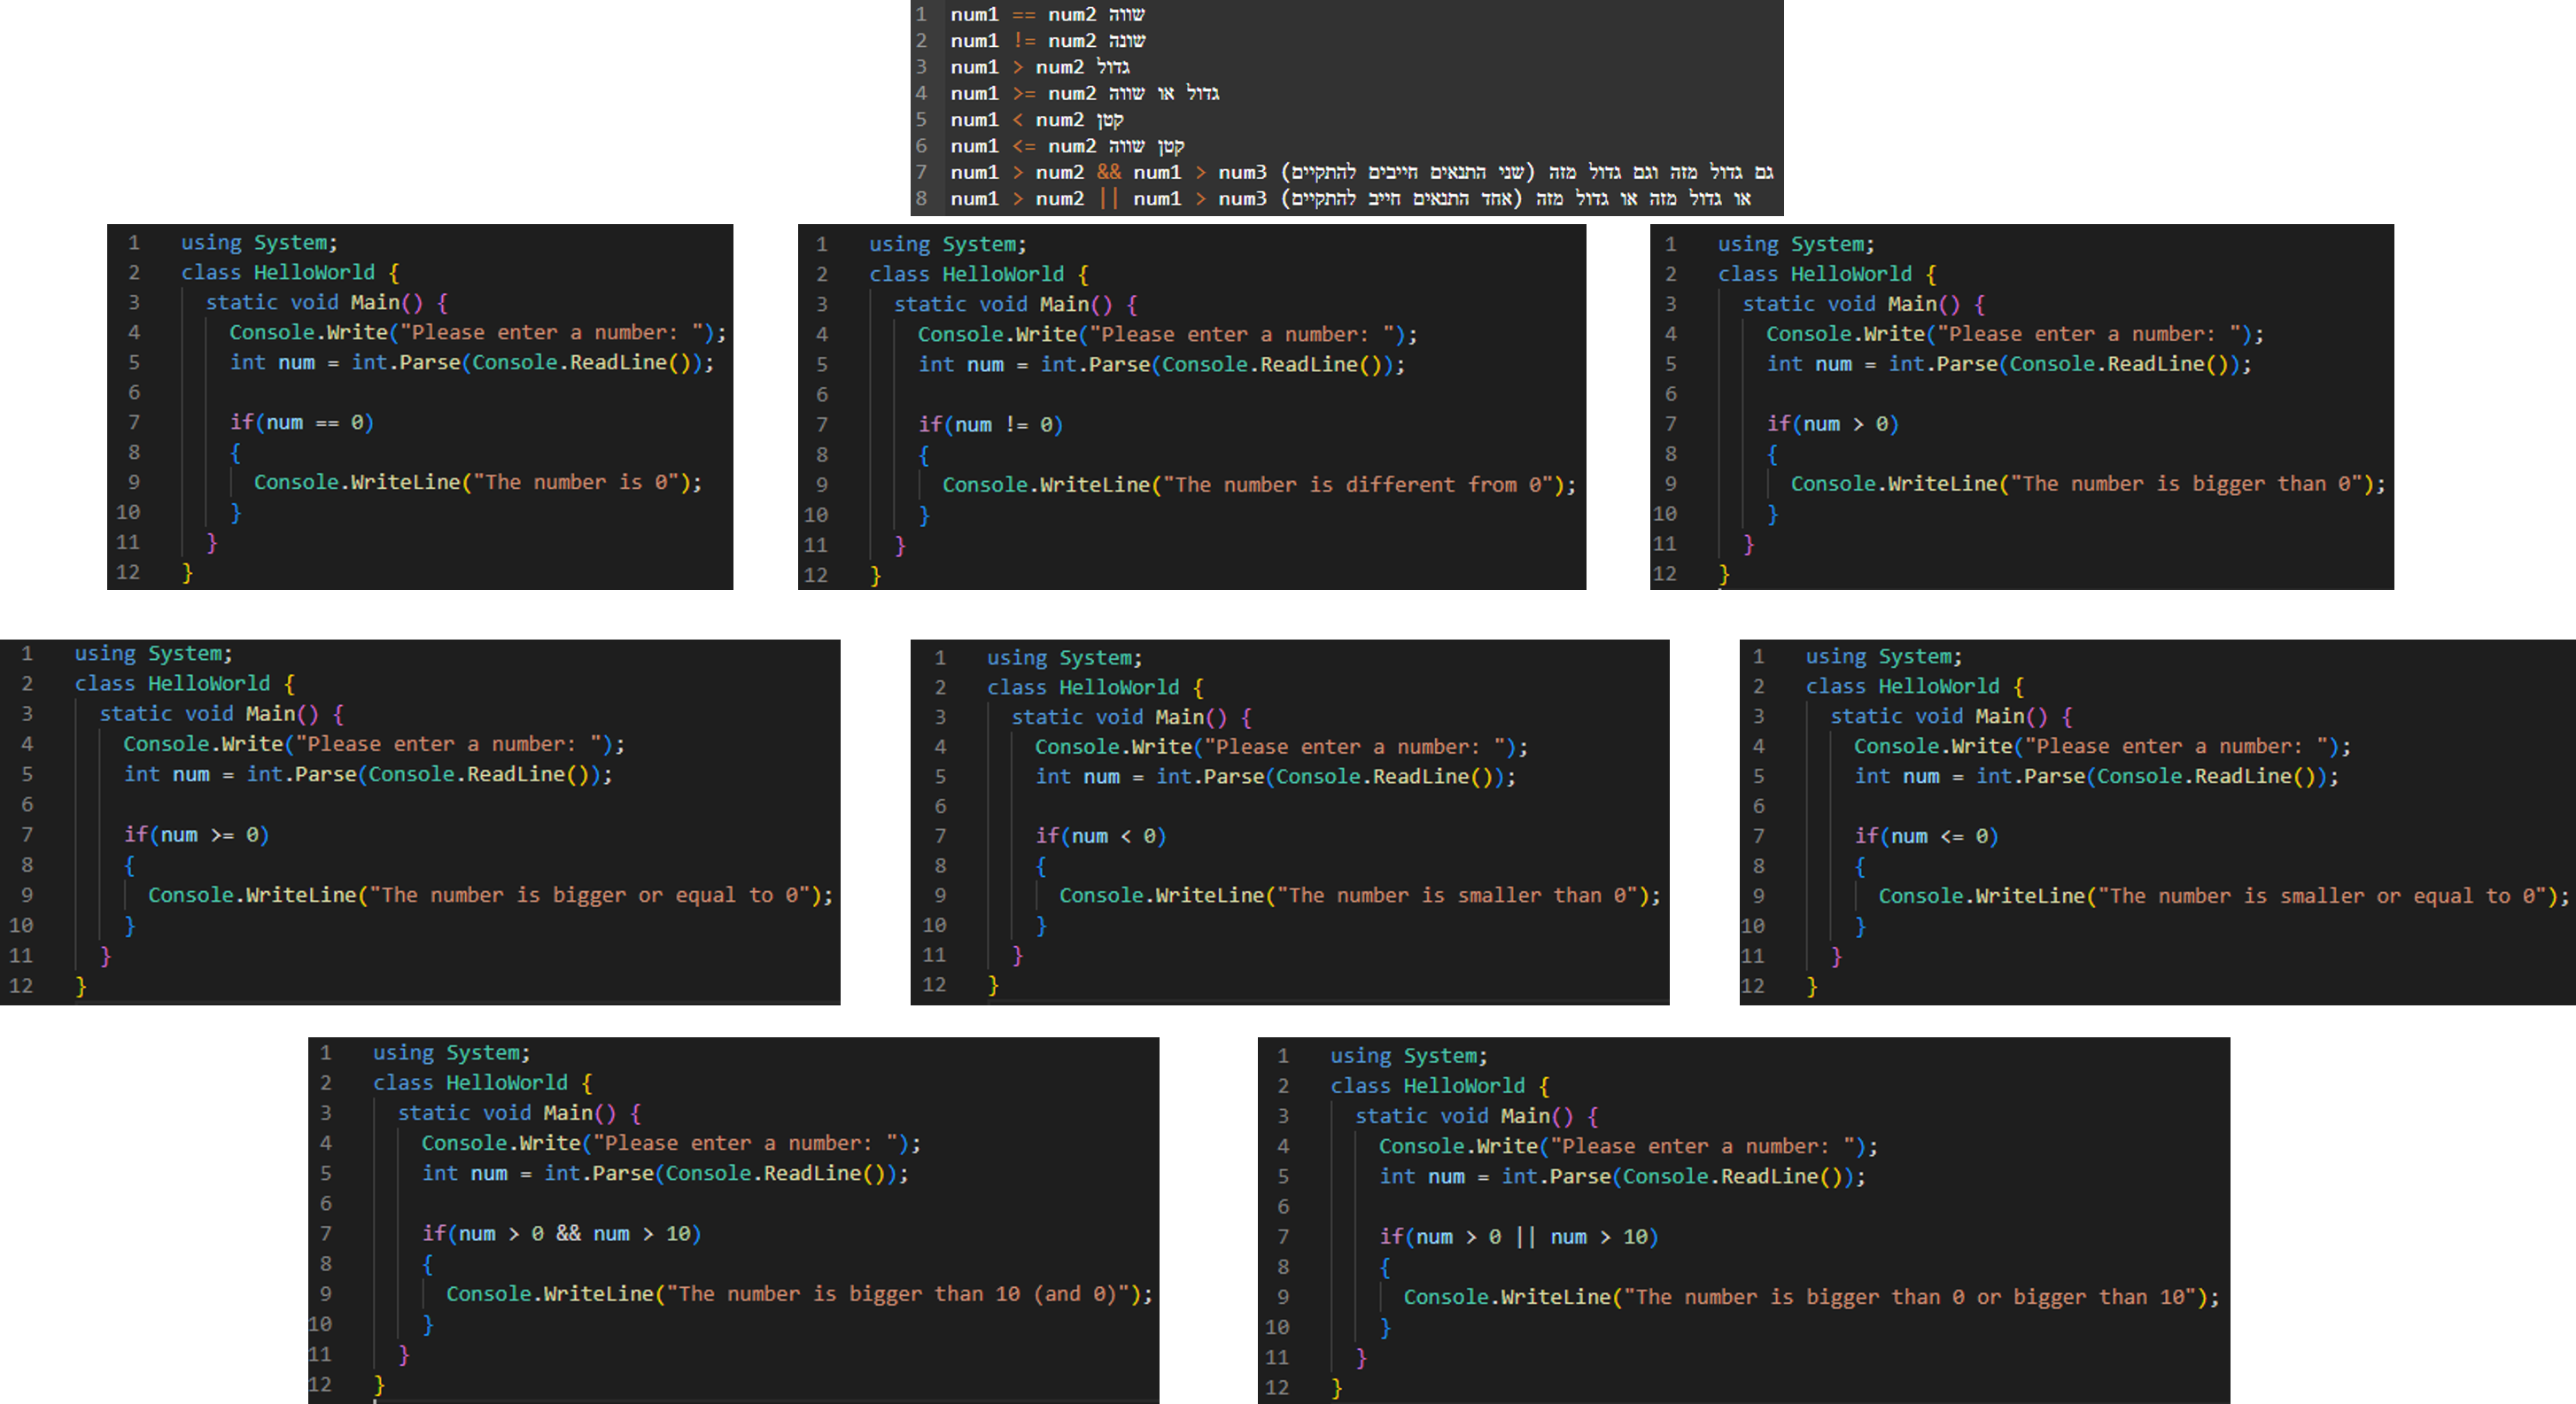 1 num1 == num2 שווה
2 num1 != num2 שונה
3 num1 > num2 גדול
4 num1 >= num2 גדול או שווה
5 num1 < num2 קטן
6 num1 <= num2 קטן שווה
7 num1 > num2 && num1 > num3 גם גדול מזה וגם גדול מזה (שני התנאים חייבים להתקיים)
8 num1 > num2 || num1 > num3 או גדול מזה או גדול מזה (אחד התנאים חייב להתקיים)
1 using System;
2 class HelloWorld {
3 static void Main() {
4 Console.Write("Please enter a number: ");
5 int num = int.Parse(Console.ReadLine());
6
7 if(num == 0)
8 {
9 Console.WriteLine("The number is 0");
10 }
11 }
12 }
1 using System;
2 class HelloWorld {
3 static void Main() {
4 Console.Write("Please enter a number: ");
5 int num = int.Parse(Console.ReadLine());
6
7 if(num != 0)
8 {
9 Console.WriteLine("The number is different from 0");
10 }
11 }
12 }
1 using System;
2 class HelloWorld {
3 static void Main() {
4 Console.Write("Please enter a number: ");
5 int num = int.Parse(Console.ReadLine());
6
7 if(num > 0)
8 {
9 Console.WriteLine("The number is bigger than 0");
10 }
11 }
12 }
1 using System;
2 class HelloWorld {
3 static void Main() {
4 Console.Write("Please enter a number: ");
5 int num = int.Parse(Console.ReadLine());
6
7 if(num >= 0)
8 {
9 Console.WriteLine("The number is bigger or equal to 0");
10 }
11 }
12 }
1 using System;
2 class HelloWorld {
3 static void Main() {
4 Console.Write("Please enter a number: ");
5 int num = int.Parse(Console.ReadLine());
6
7 if(num < 0)
8 {
9 Console.WriteLine("The number is smaller than 0");
10 }
11 }
12 }
1 using System;
2 class HelloWorld {
3 static void Main() {
4 Console.Write("Please enter a number: ");
5 int num = int.Parse(Console.ReadLine());
6
7 if(num <= 0)
8 {
9 Console.WriteLine("The number is smaller or equal to 0");
10 }
11 }
12 }
1 using System;
2 class HelloWorld {
3 static void Main() {
4 Console.Write("Please enter a number: ");
5 int num = int.Parse(Console.ReadLine());
6
7 if(num > 0 && num > 10)
8 {
9 Console.WriteLine("The number is bigger than 10 (and 0)");
10 }
11 }
12 }
1 using System;
2 class HelloWorld {
3 static void Main() {
4 Console.Write("Please enter a number: ");
5 int num = int.Parse(Console.ReadLine());
6
7 if(num > 0 || num > 10)
8 {
9 Console.WriteLine("The number is bigger than 0 or bigger than 10");
10 }
11 }
12 }